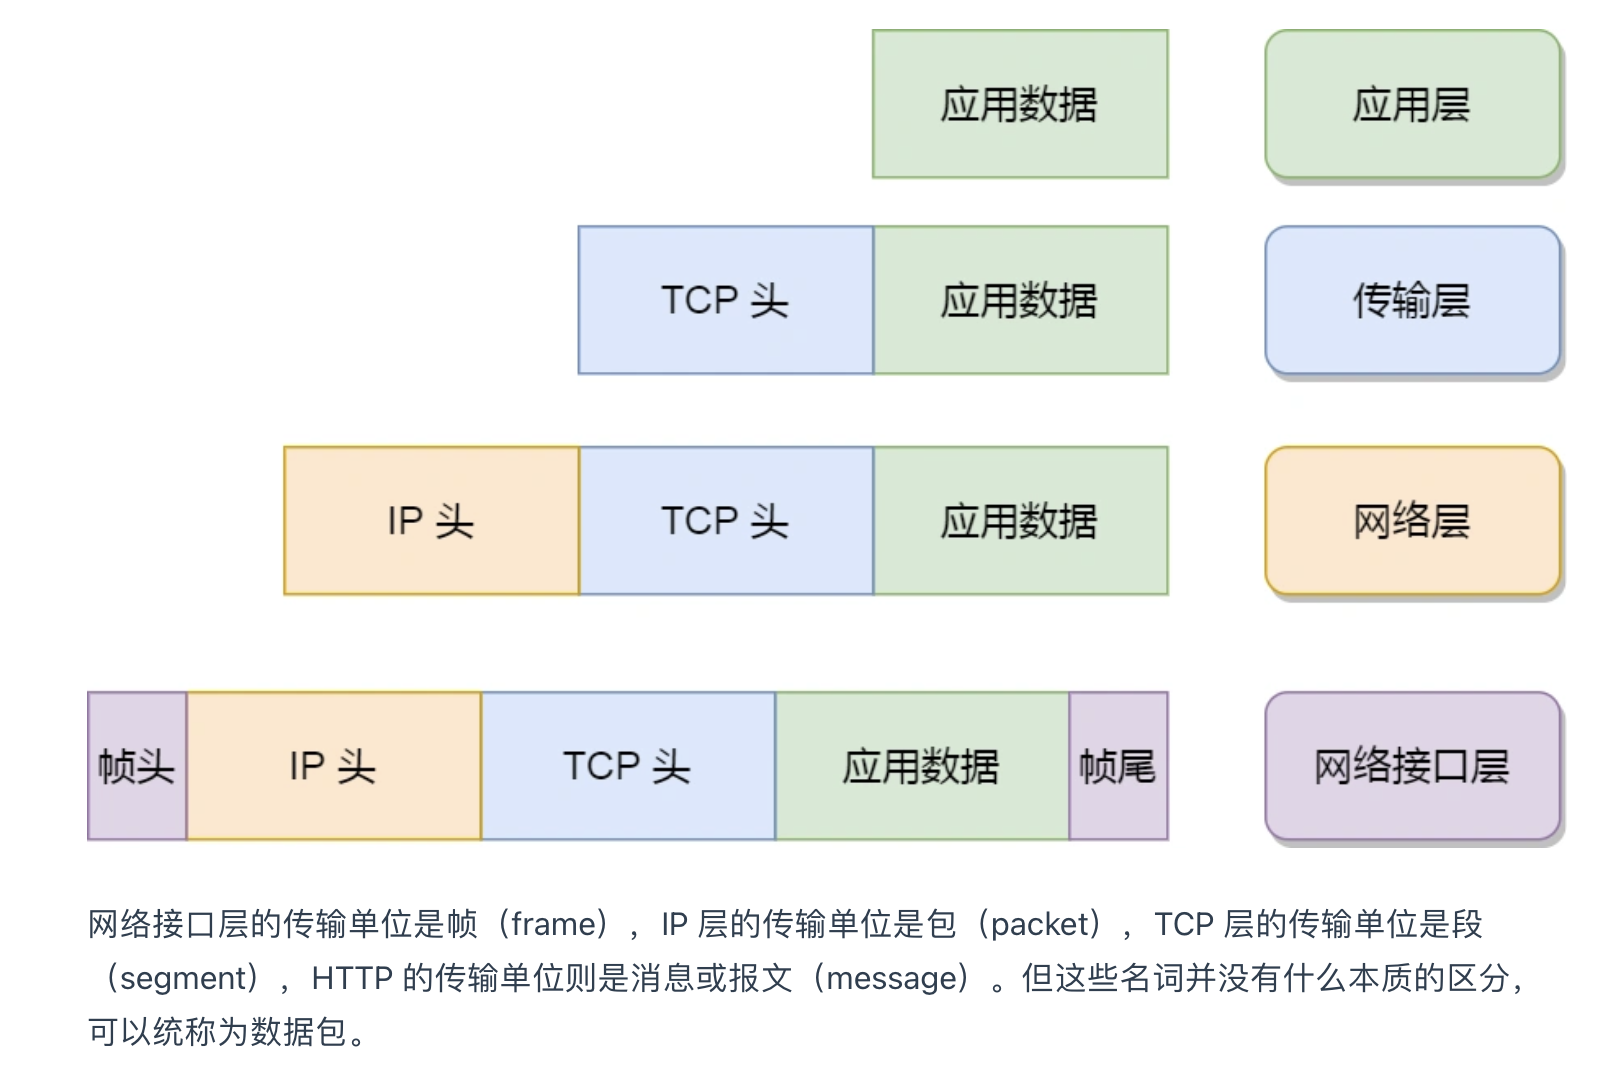 应用数据 应用层
TCP 头 应用数据 传输层
IP 头 TCP 头 应用数据 网络层
帧头 IP 头 TCP 头 应用数据 帧尾 网络接口层
网络接口层的传输单位是帧（frame），IP 层的传输单位是包（packet），TCP 层的传输单位是段
（segment），HTTP 的传输单位则是消息或报文（message）。但这些名词并没有什么本质的区分，
可以统称为数据包。